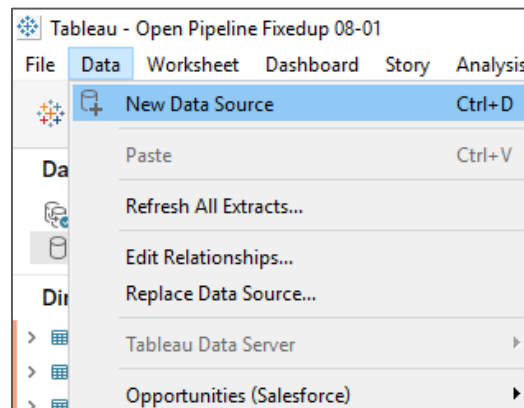 Tableau - Open Pipeline Fixedup 08-01
File Data Worksheet Dashboard Story
New Data Source Ctrl+D
Paste Ctrl+V
Refresh All Extracts...
Edit Relationships...
Replace Data Source...
Tableau Data Server
Opportunities (Salesforce)